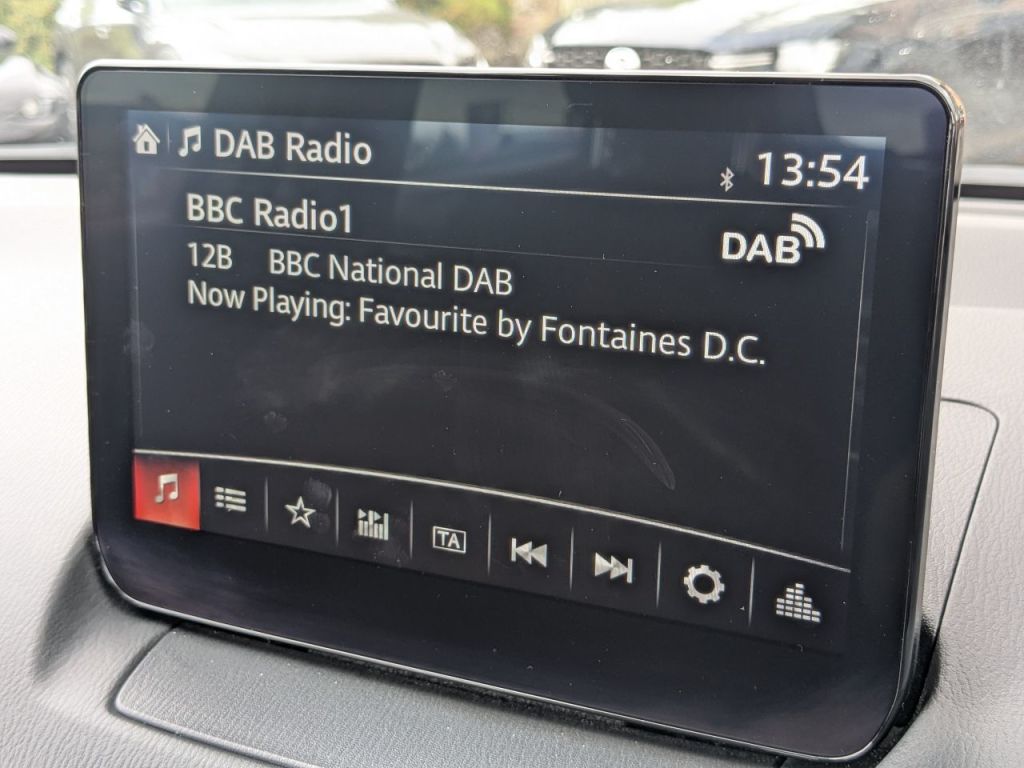 DAB Radio
13:54
BBC Radio1
DAB
12B BBC National DAB
Now Playing: Favourite by Fontaines D.C.
TA